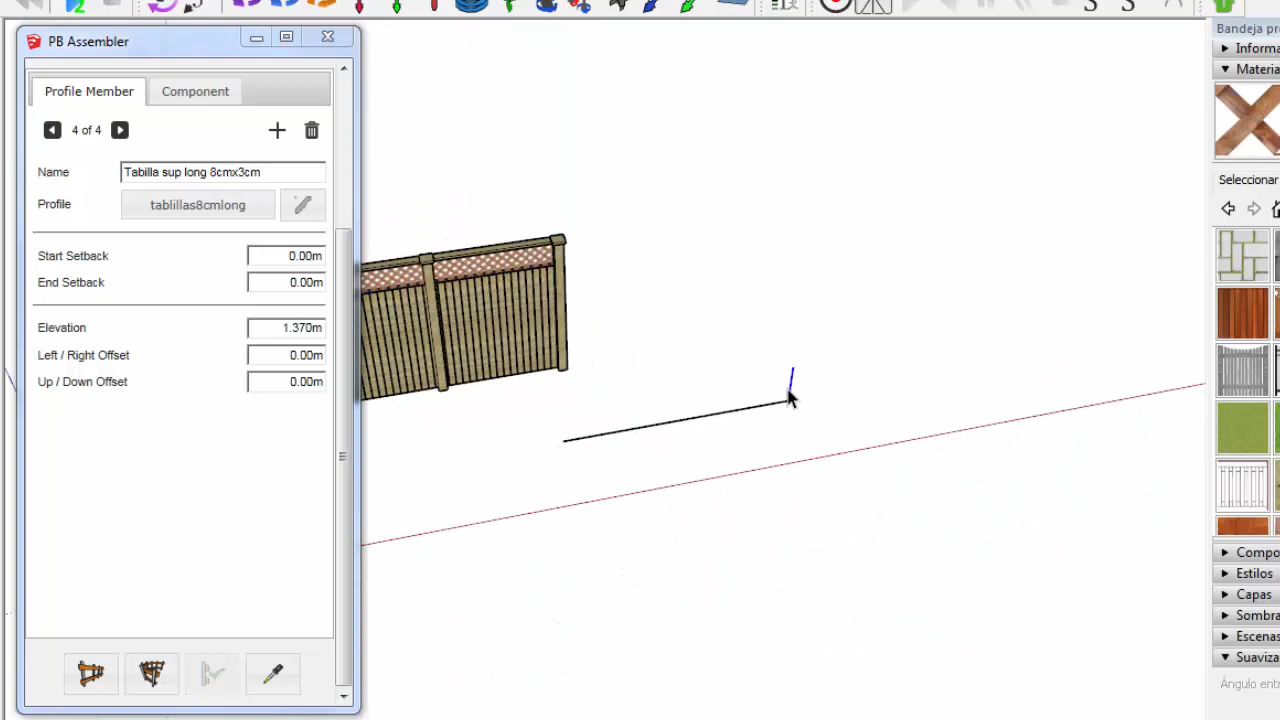 PB Assembler
Profile Member
Component
4 of 4
Name
Tabilla sup long 8cmx3cm
Profile
tablillas8cmlong
Start Setback
0.00m
End Setback
0.00m
Elevation
1.370m
Left / Right Offset
0.00m
Up / Down Offset
0.00m
Bandeja pr
Informa
Materia
Seleccionar
Compo
Estilos
Capas
Sombra
Escenas
Suaviza
Ángulo ent